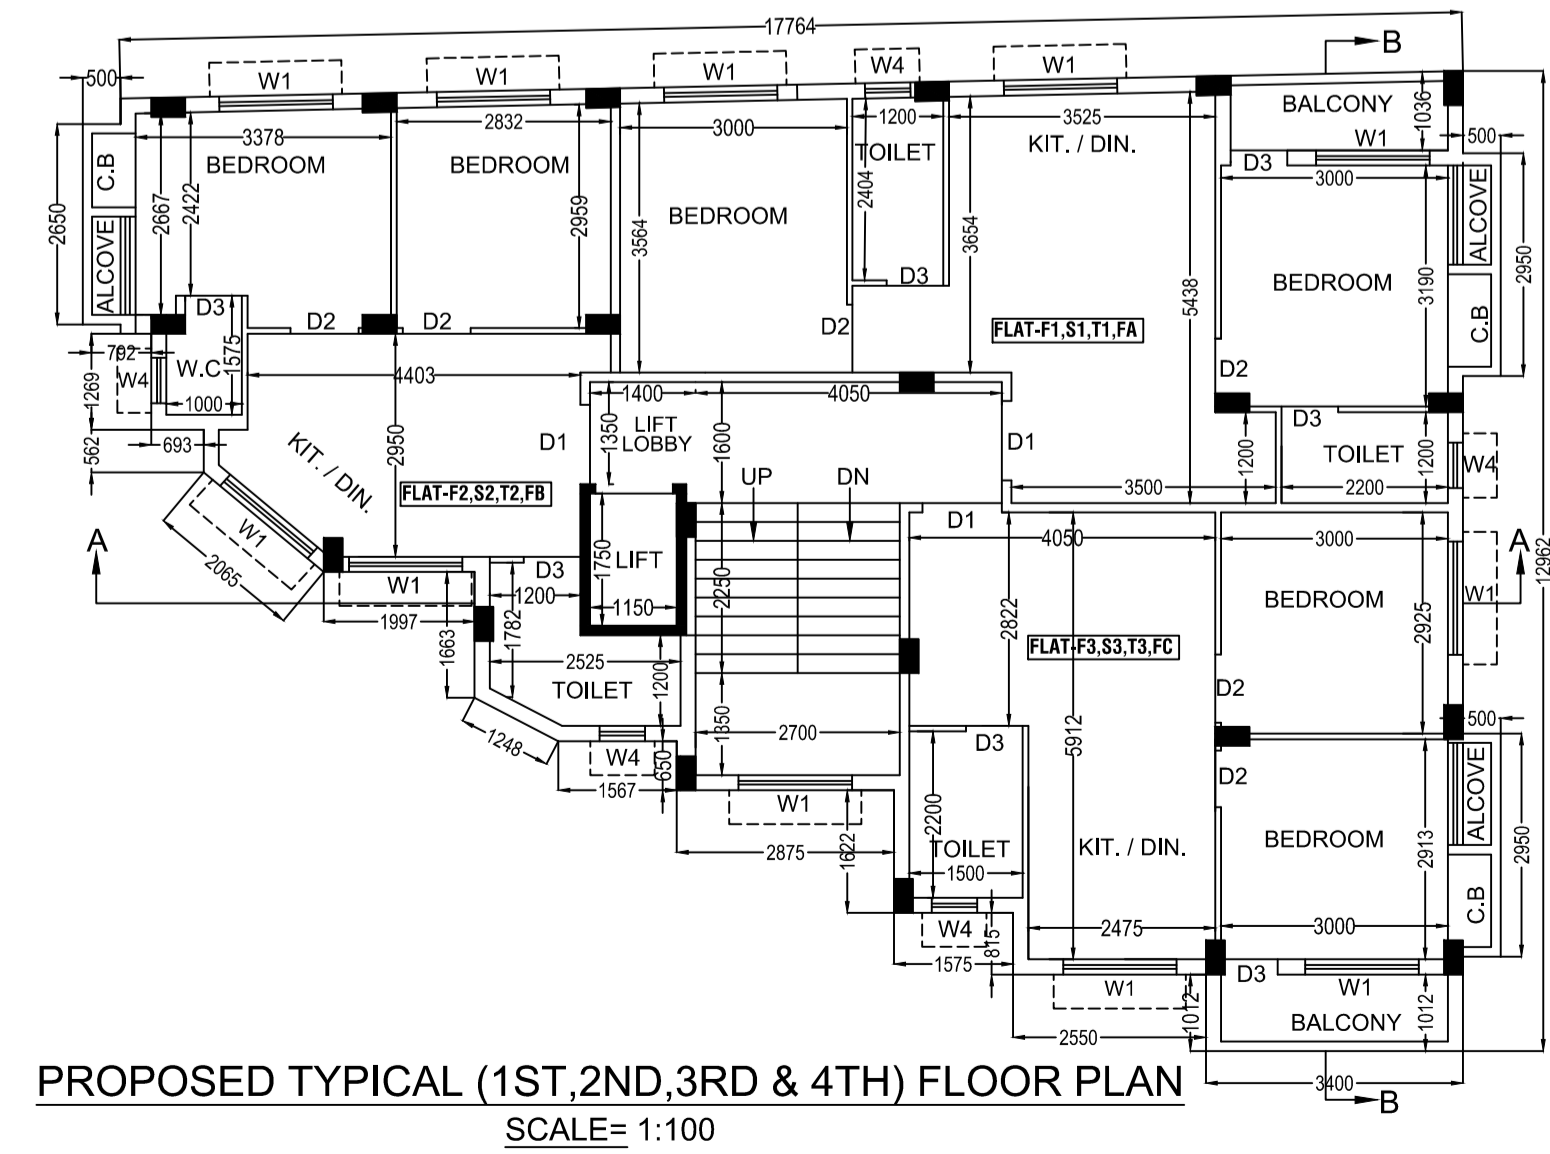 17764
B
500
W1
W1
W1
W4
W1
BALCONY
1036
500
3378
2832
3000
1200
3525
W1
BEDROOM
BEDROOM
TOILET
KIT. / DIN.
D3
C.B
3000
ALCOVE
2650
2667
2422
2959
3564
BEDROOM
2404
3654
2950
ALCOVE
D3
5438
BEDROOM
3190
D3
D2
D2
D2
FLAT-F1,S1,T1,FA
C.B
792
W.C
1575
W4
4403
D2
1269
1000
1400
4050
1350
LIFT
LOBBY
1600
D1
D1
D3
562
693
KIT. / DIN.
2950
1200
TOILET
1200
W4
UP
DN
FLAT-F2,S2,T2,FB
3500
2200
W1
D1
A
4050
3000
A
2065
1750
LIFT
12962
D3
W1
1200
1150
2250
2822
BEDROOM
2925
W1
1997
1663
1782
FLAT-F3,S3,T3,FC
2525
TOILET
1200
D2
1248
1350
2700
5912
500
D3
W4
650
D2
1567
W1
ALCOVE
2200
BEDROOM
2913
2950
2875
1622
TOILET
KIT. / DIN.
1500
C.B
W4
2475
3000
815
1575
D3
W1
W1
1012
BALCONY
1012
2550
PROPOSED TYPICAL (1ST,2ND,3RD & 4TH) FLOOR PLAN
3400
B
SCALE= 1:100